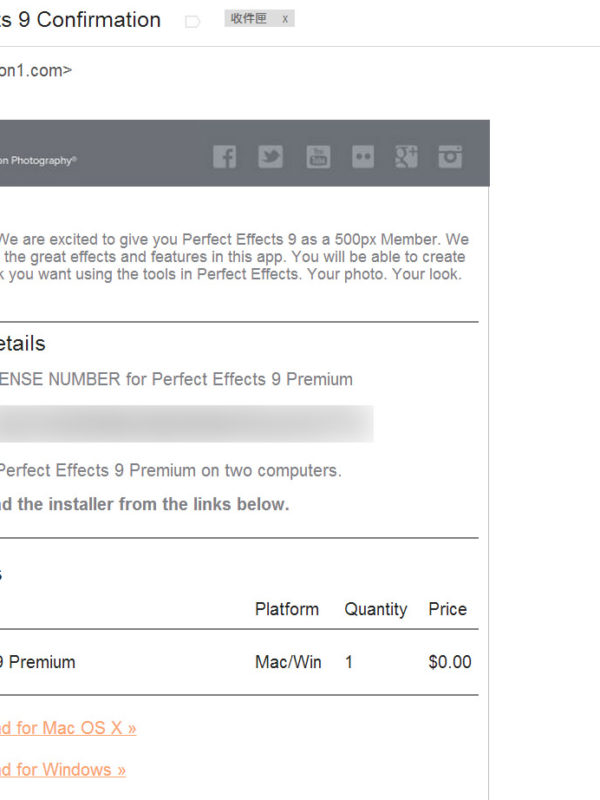 ts 9 Confirmation
收件匣 x
on1.com>
on Photography®
You Tube
g+
We are excited to give you Perfect Effects 9 as a 500px Member. We
the great effects and features in this app. You will be able to create
k you want using the tools in Perfect Effects. Your photo. Your look.
etails
ENSE NUMBER for Perfect Effects 9 Premium
Perfect Effects 9 Premium on two computers.
d the installer from the links below.
s
Platform Quantity Price
9 Premium Mac/Win 1 $0.00
d for Mac OS X »
d for Windows »